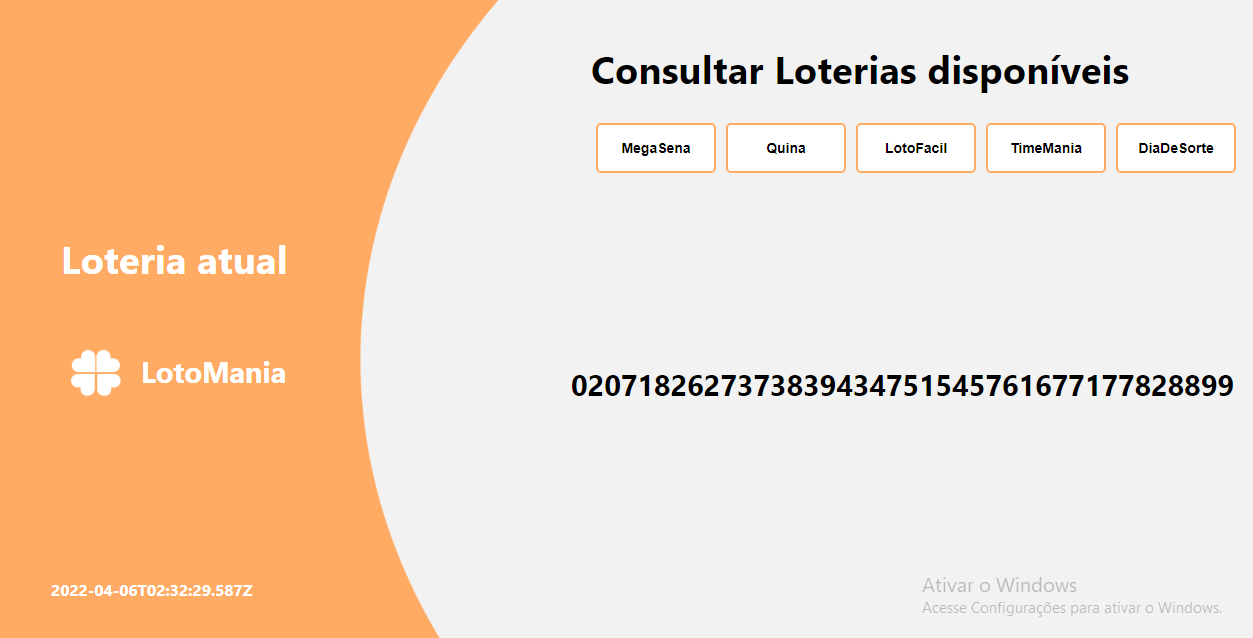 Consultar Loterias disponíveis
MegaSena Quina LotoFacil TimeMania DiaDeSorte
Loteria atual
LotoMania
0207182627373839434751545761677177828899
2022-04-06T02:32:29.587Z
Ativar o Windows
Acesse Configurações para ativar o Windows.